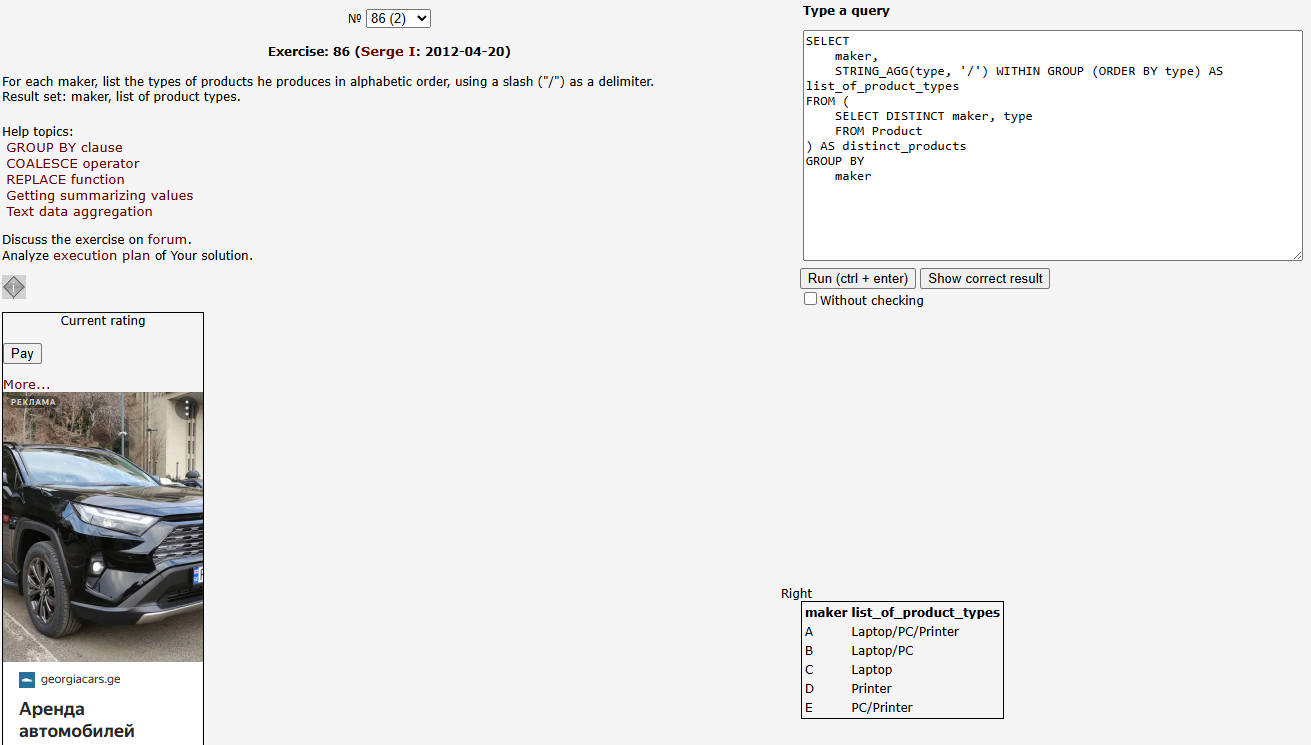 № 86 (2)
Exercise: 86 (Serge I: 2012-04-20)
For each maker, list the types of products he produces in alphabetic order, using a slash ("/") as a delimiter.
Result set: maker, list of product types.
Help topics:
GROUP BY clause
COALESCE operator
REPLACE function
Getting summarizing values
Text data aggregation
Discuss the exercise on forum.
Analyze execution plan of Your solution.
Current rating
Pay
More...
РЕКЛАМА
georgiacars.ge
Аренда
автомобилей
Type a query
SELECT
    maker,
    STRING_AGG(type, '/') WITHIN GROUP (ORDER BY type) AS
list_of_product_types
FROM (
    SELECT DISTINCT maker, type
    FROM Product
) AS distinct_products
GROUP BY
    maker
Run (ctrl + enter) Show correct result
Without checking
Right
maker list_of_product_types
A Laptop/PC/Printer
B Laptop/PC
C Laptop
D Printer
E PC/Printer